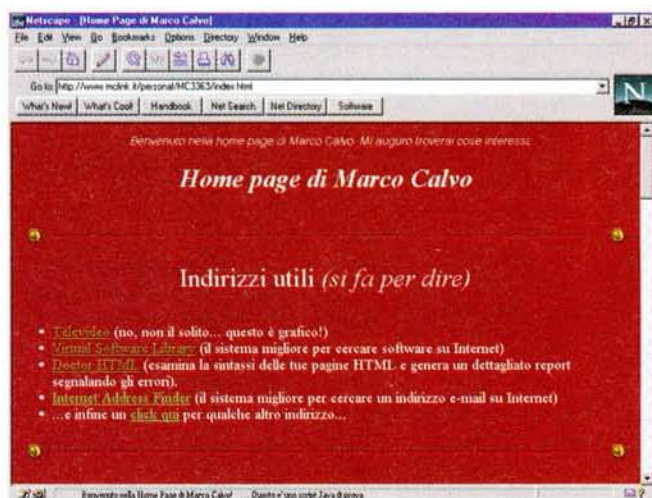 Netscape - [Home Page di Marco Calvo]
File Edit View Go Bookmarks Options Directory Window Help
Go to: http://www.mclink.it/personal/MC3363/index.html
What's New! What's Cool! Handbook Net Search Net Directory Software
N
Benvenuto nella home page di Marco Calvo. Mi auguro troverai cose interessa
Home page di Marco Calvo
Indirizzi utili (si fa per dire)
• Televideo (no, non il solito... questo è grafico!)
• Virtual Software Library (il sistema migliore per cercare software su Internet)
• Doctor HTML (esamina la sintassi delle tue pagine HTML e genera un dettagliato report
segnalando gli errori).
• Internet Address Finder (il sistema migliore per cercare un indirizzo e-mail su Internet)
• ...e infine un click qui per qualche altro indirizzo...
Benvenuto nella Home Page di Marco Calvo! Questo e' uno script Java di prova